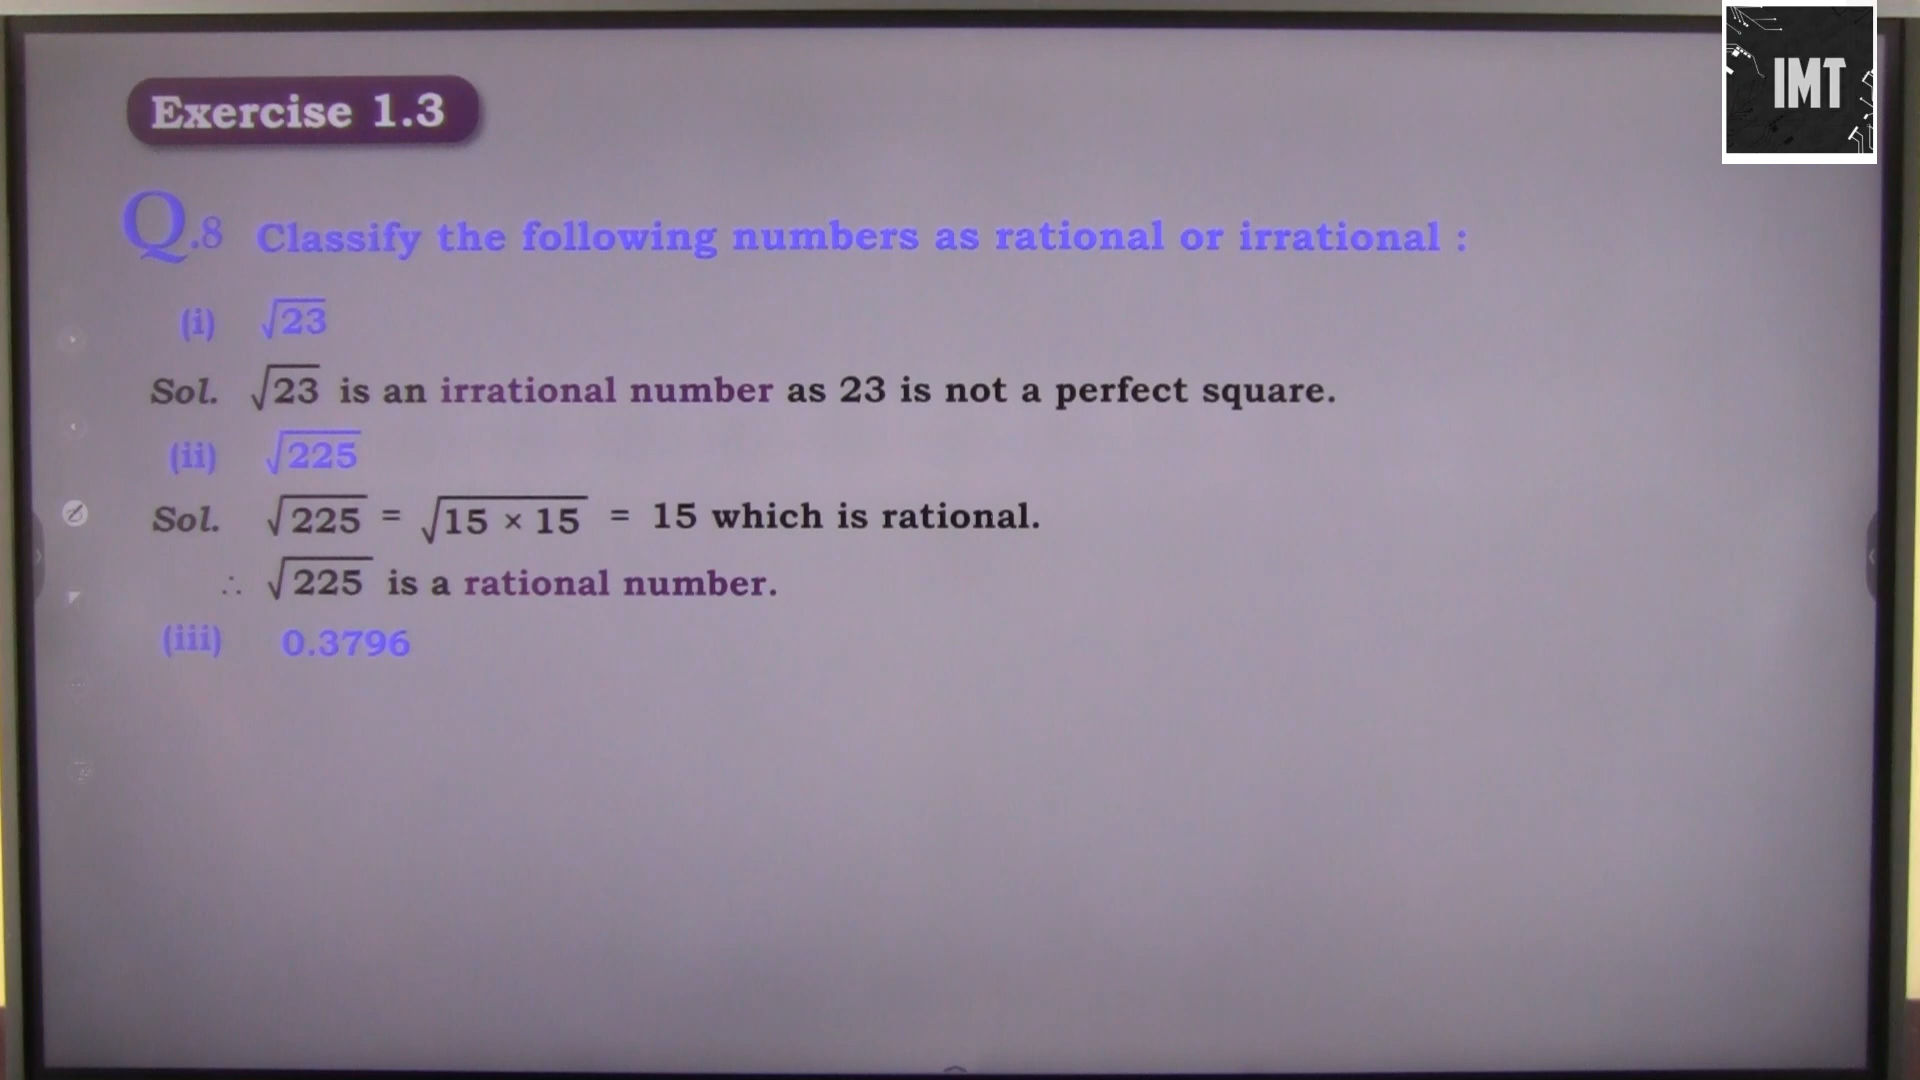 IMT
Exercise 1.3
Q.8 Classify the following numbers as rational or irrational :
(i) √23
Sol. √23 is an irrational number as 23 is not a perfect square.
(ii) √225
Sol. √225 = √15 × 15 = 15 which is rational.
∴ √225 is a rational number.
(iii) 0.3796